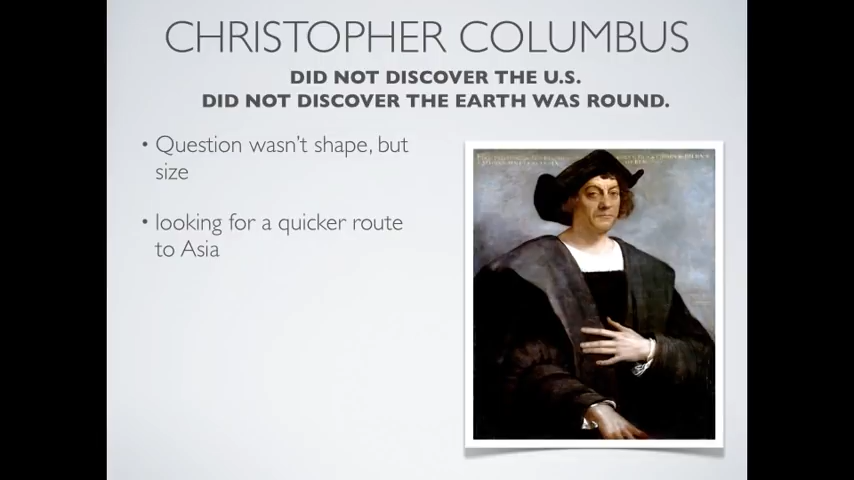 CHRISTOPHER COLUMBUS
DID NOT DISCOVER THE U.S.
DID NOT DISCOVER THE EARTH WAS ROUND.
• Question wasn't shape, but
size
• looking for a quicker route
to Asia